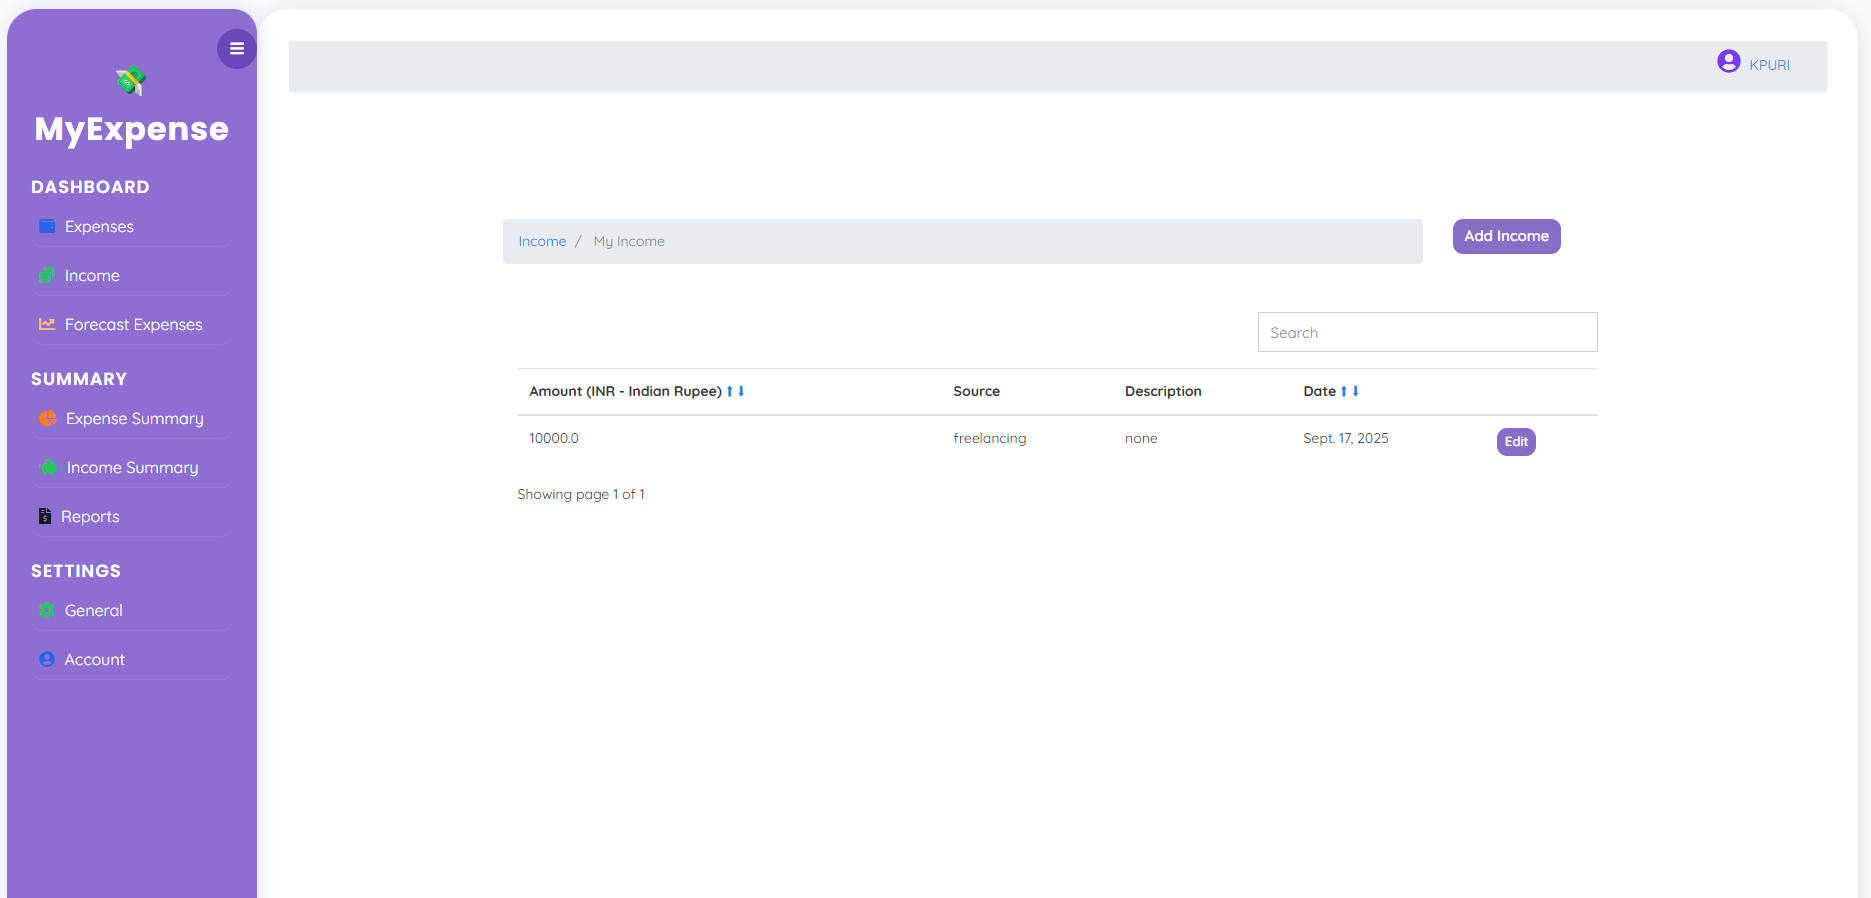 MyExpense
DASHBOARD
Expenses
Income
Forecast Expenses
SUMMARY
Expense Summary
Income Summary
Reports
SETTINGS
General
Account
KPURI
Income / My Income
Add Income
Search
Amount (INR - Indian Rupee) Source Description Date
10000.0 freelancing none Sept. 17, 2025 Edit
Showing page 1 of 1